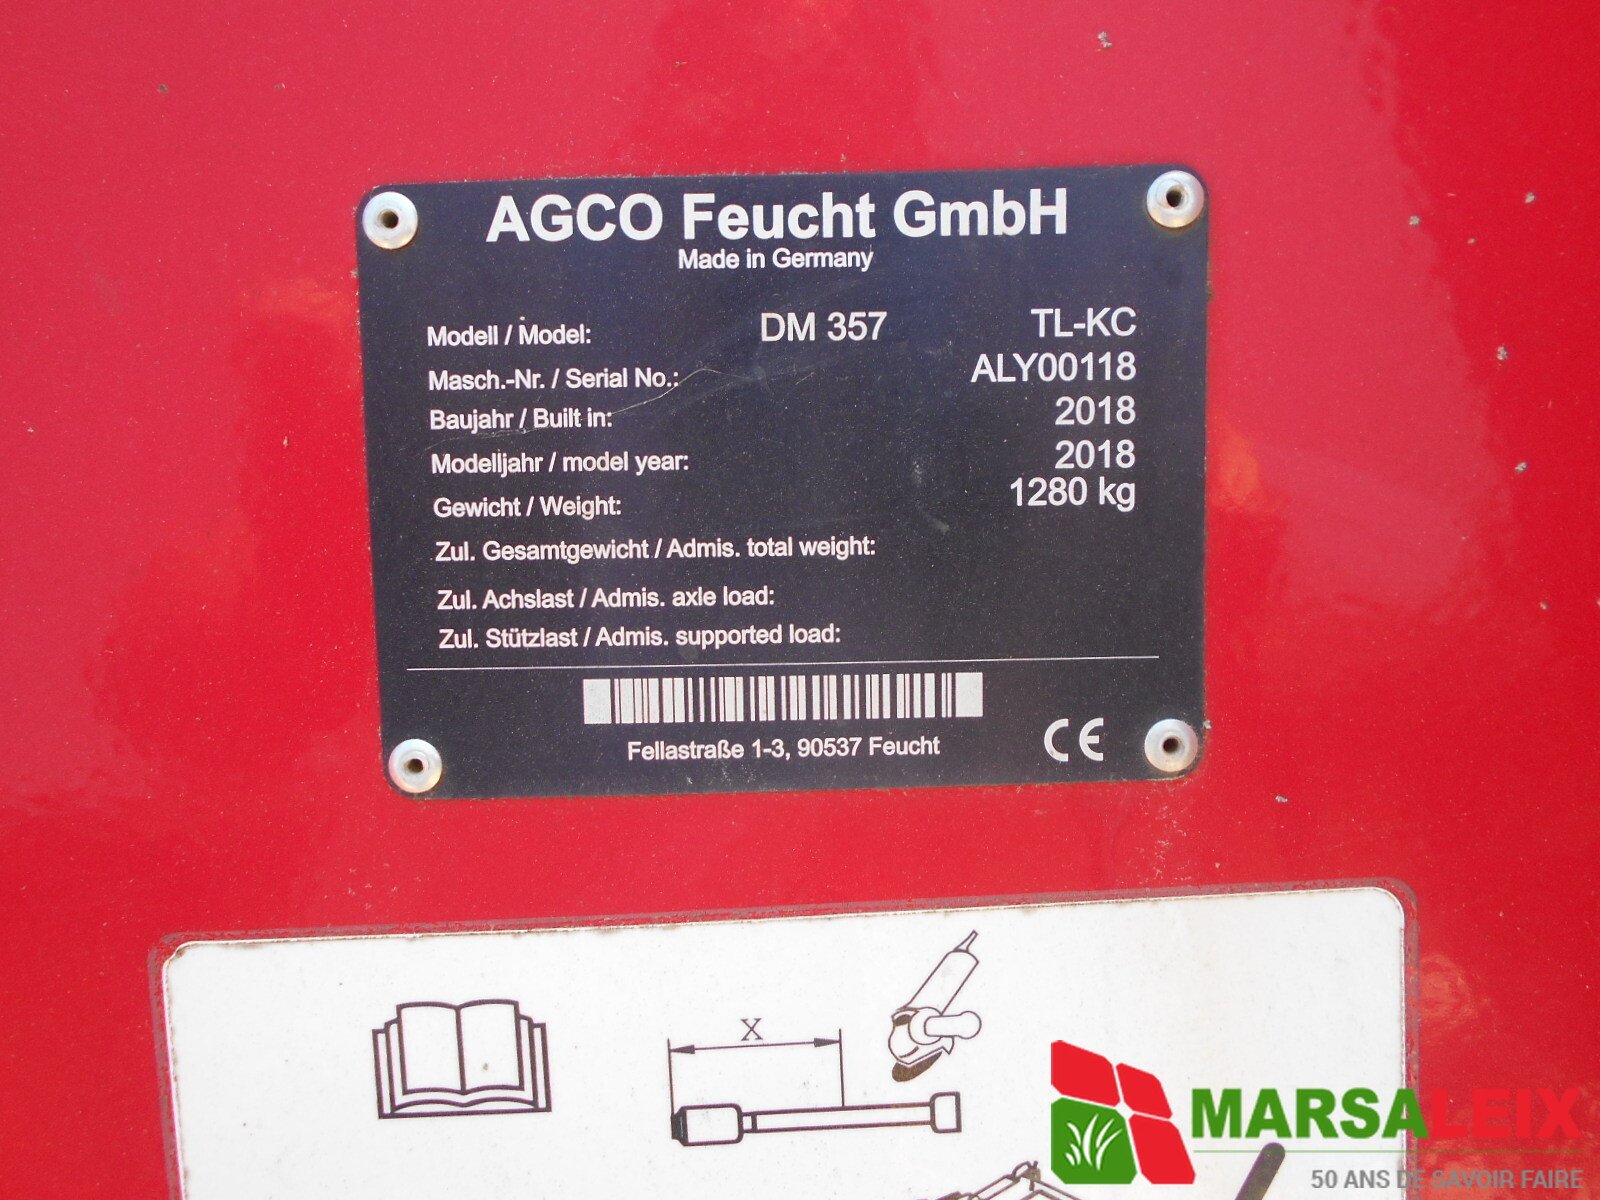 AGCO Feucht GmbH
Made in Germany
Modell / Model: DM 357 TL-KC
Masch.-Nr. / Serial No.: ALY00118
Baujahr / Built in: 2018
Modelljahr / model year: 2018
Gewicht / Weight: 1280 kg
Zul. Gesamtgewicht / Admis. total weight:
Zul. Achslast / Admis. axle load:
Zul. Stützlast / Admis. supported load:
Fellastraße 1-3, 90537 Feucht
CE
X
MARSALEIX
50 ANS DE SAVOIR FAIRE